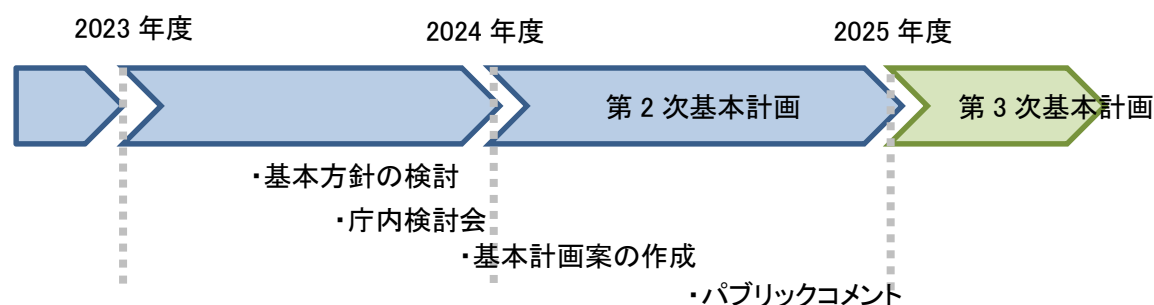 2023 年度
2024 年度
2025 年度
第 2 次基本計画
第 3 次基本計画
・基本方針の検討
・庁内検討会
・基本計画案の作成
・パブリックコメント